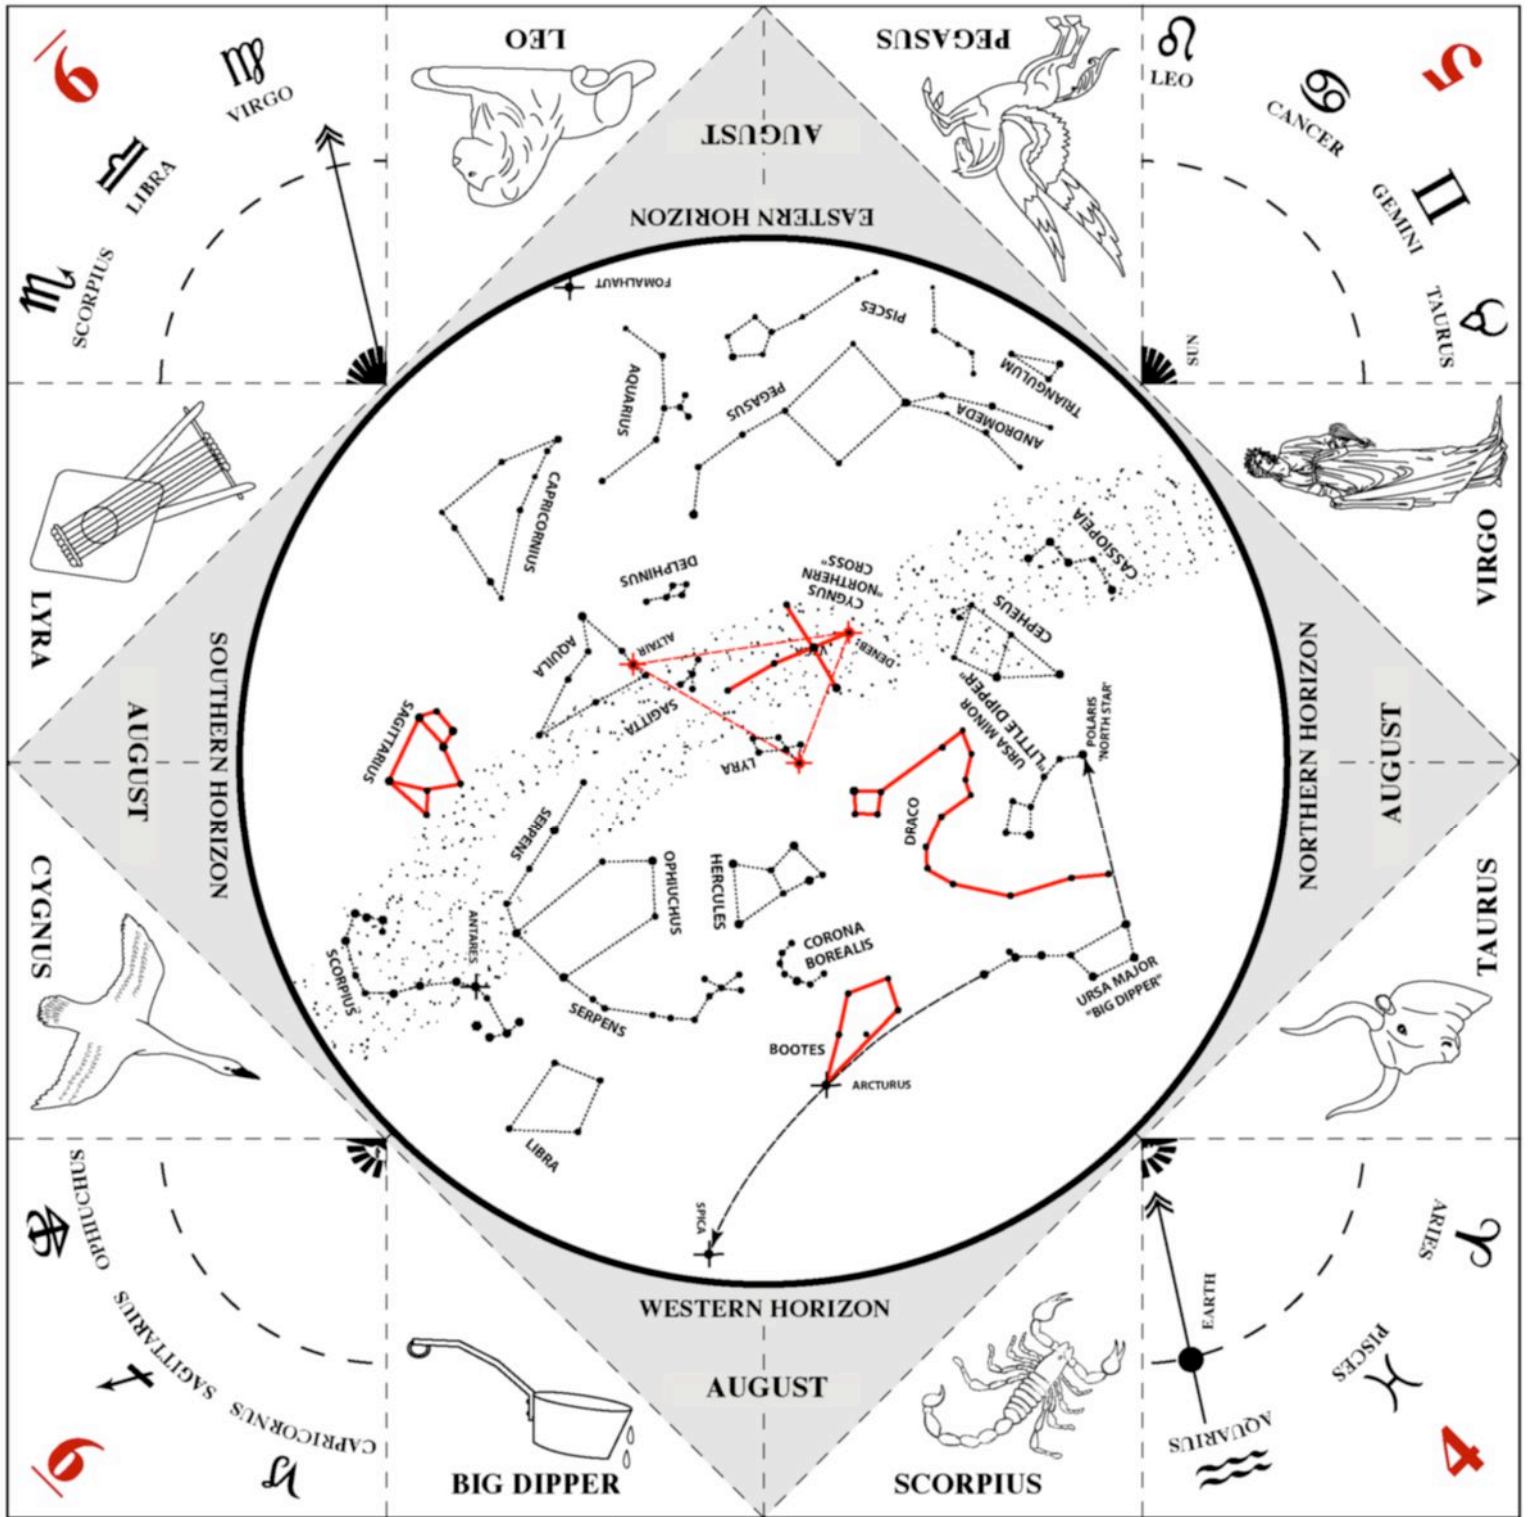 6
VIRGO
LIBRA
SCORPIUS
LEO
PEGASUS
AUGUST
EASTERN HORIZON
5
LEO
CANCER
GEMINI
TAURUS
SUN
FOMALHAUT
PISCES
AQUARIUS
PEGASUS
TRIANGULUM
ANDROMEDA
CAPRICORNIUS
CASSIOPEIA
DELPHINUS
CYGNUS
"NORTHERN
CROSS"
CEPHEUS
AQUILA
ALTAIR
DENEB
VEGA
SAGITTA
LYRA
SAGITTARIUS
URSA MINOR
"LITTLE DIPPER"
POLARIS
'NORTH STAR'
DRACO
SERPENS
OPHIUCHUS
HERCULES
CORONA
BOREALIS
ANTARES
SCORPIUS
SERPENS
URSA MAJOR
"BIG DIPPER"
BOOTES
ARCTURUS
LIBRA
SPICA
LYRA
SOUTHERN HORIZON
AUGUST
CYGNUS
VIRGO
NORTHERN HORIZON
AUGUST
TAURUS
OPHIUCHUS
SAGITTARIUS
CAPRICORNUS
9
WESTERN HORIZON
AUGUST
BIG DIPPER
SCORPIUS
EARTH
ARIES
PISCES
AQUARIUS
4